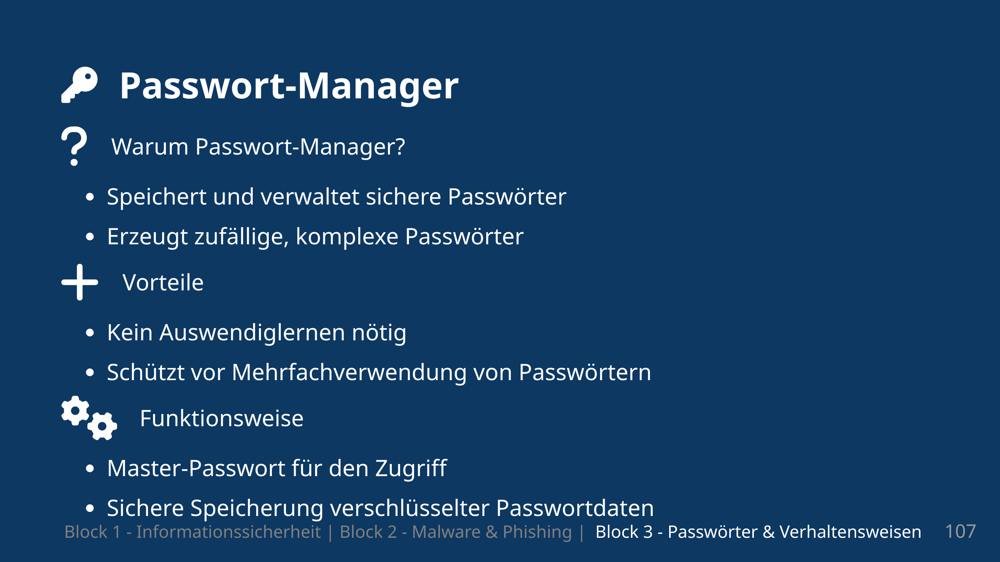 Passwort-Manager
Warum Passwort-Manager?
• Speichert und verwaltet sichere Passwörter
• Erzeugt zufällige, komplexe Passwörter
Vorteile
• Kein Auswendiglernen nötig
• Schützt vor Mehrfachverwendung von Passwörtern
Funktionsweise
• Master-Passwort für den Zugriff
• Sichere Speicherung verschlüsselter Passwortdaten
Block 1 - Informationssicherheit | Block 2 - Malware & Phishing | Block 3 - Passwörter & Verhaltensweisen 107